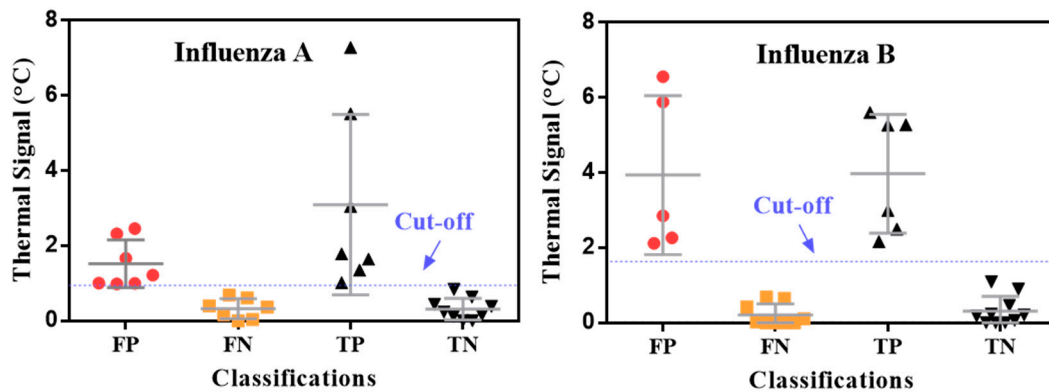 Influenza A
Thermal Signal (°C)
8
6
4
2
0
Cut-off
FP FN TP TN
Classifications
Influenza B
Thermal Signal (°C)
8
6
4
2
0
Cut-off
FP FN TP TN
Classifications